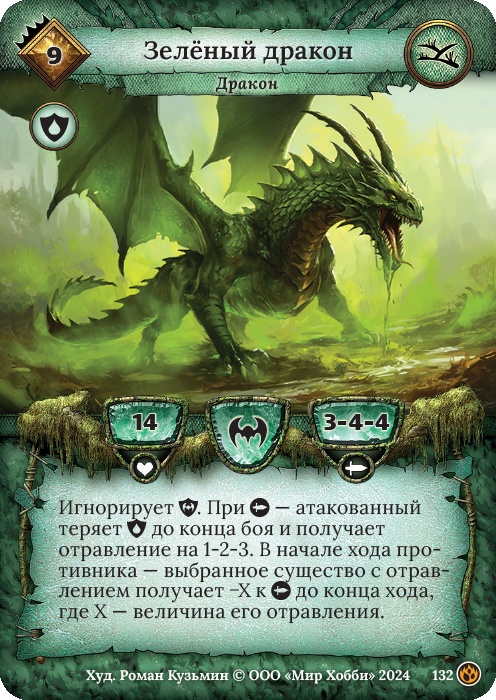 9
Зелёный дракон
Дракон
14
3-4-4
Игнорирует . При  — атакованный
теряет  до конца боя и получает
отравление на 1-2-3. В начале хода про-
тивника — выбранное существо с отрав-
лением получает –X к  до конца хода,
где X — величина его отравления.
Худ. Роман Кузьмин © ООО «Мир Хобби» 2024 132